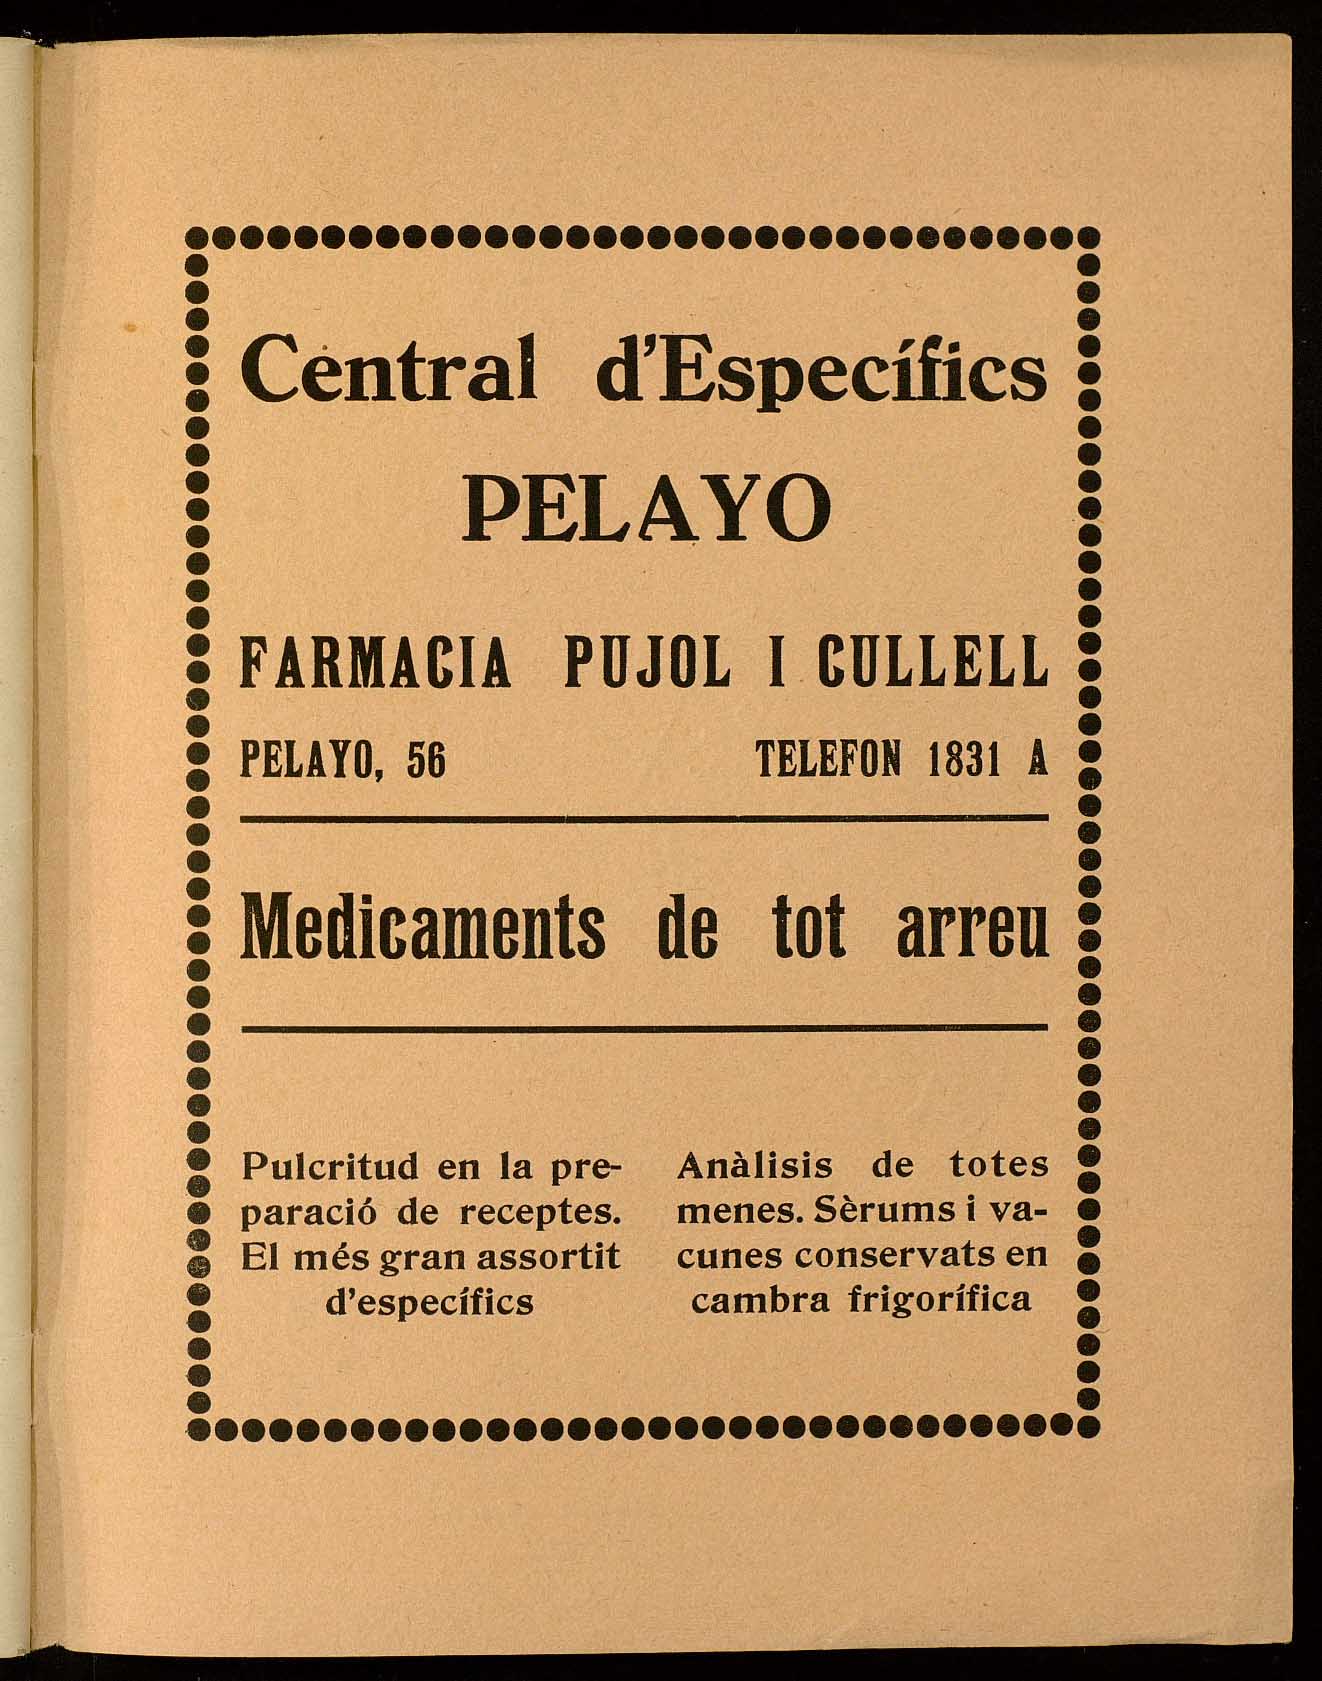 Central d'Específics
PELAYO
FARMACIA PUJOL I CULLELL
PELAYO, 56 TELEFON 1831 A
Medicaments de tot arreu
Pulcritud en la pre-
paració de receptes.
El més gran assortit
d'específics
Anàlisis de totes
menes. Sèrums i va-
cunes conservats en
cambra frigorífica